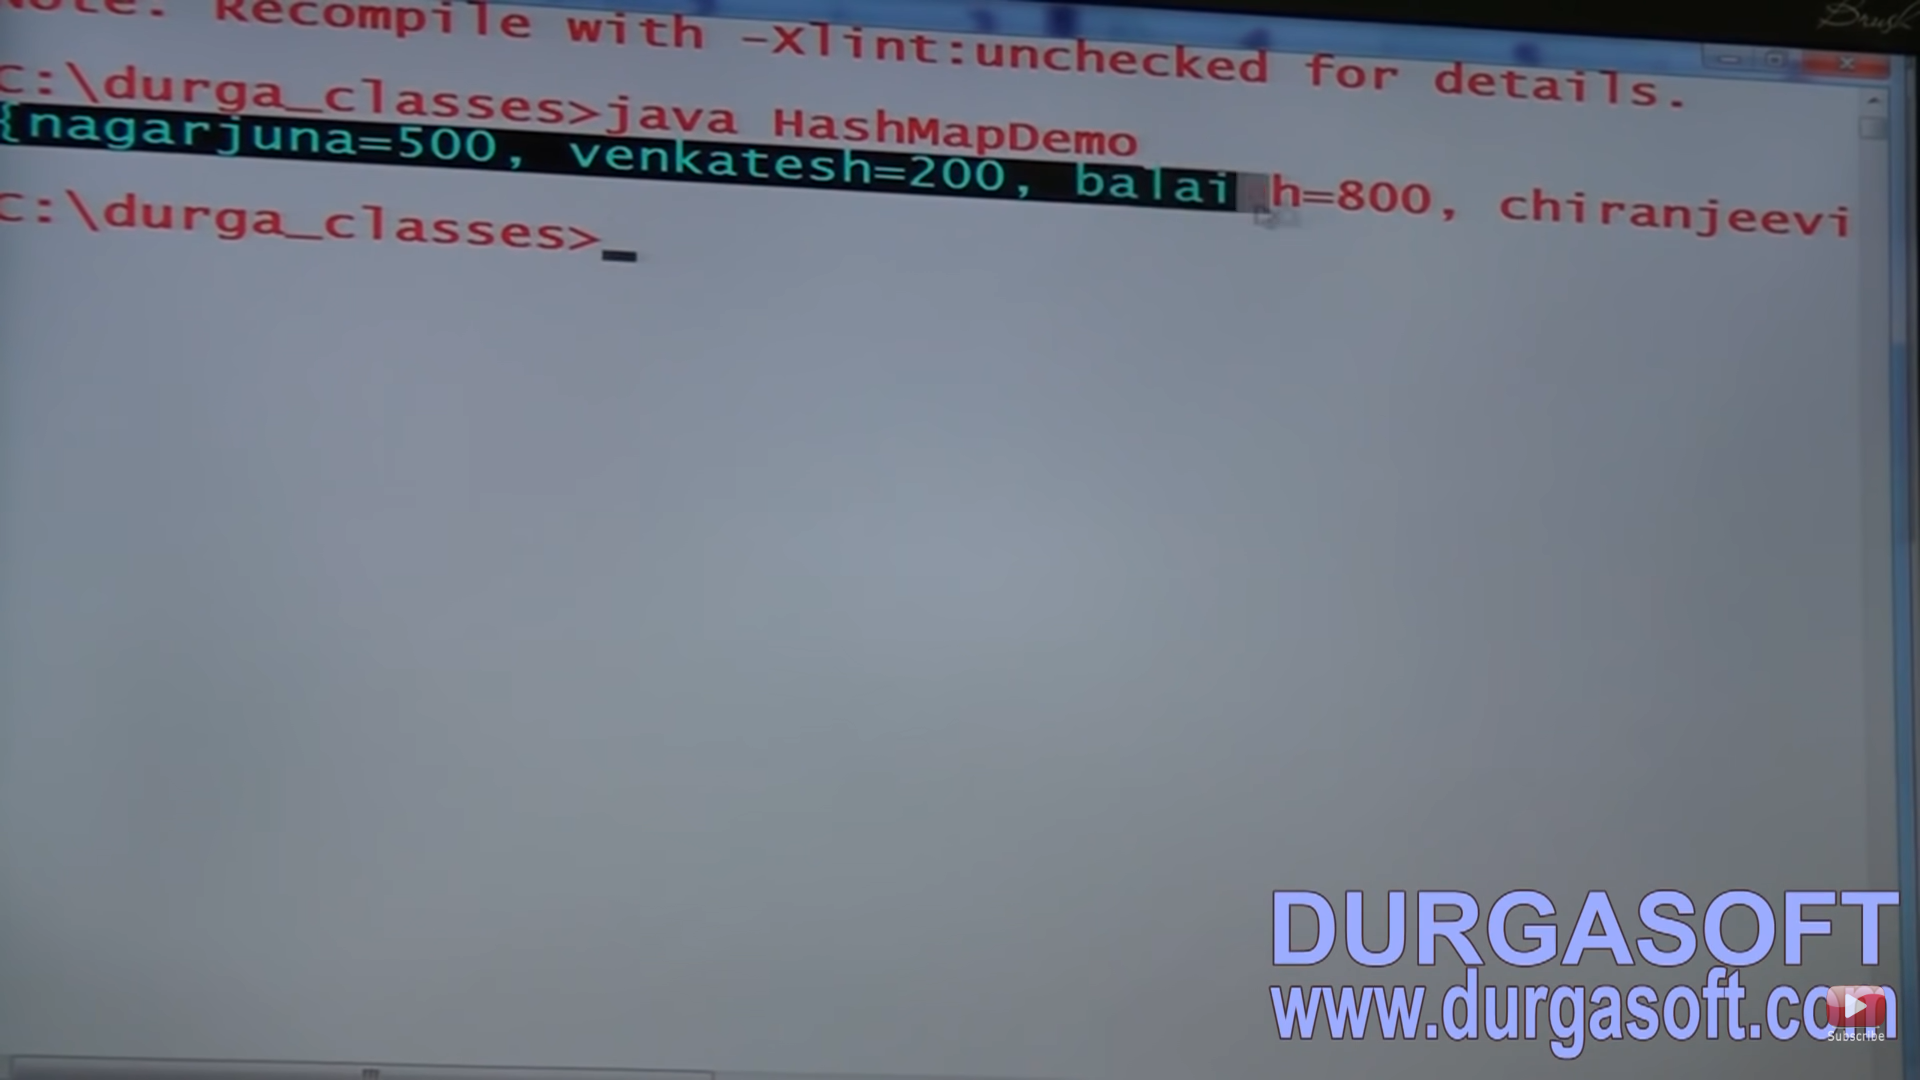 Note: Recompile with -Xlint:unchecked for details.
C:\durga_classes>java HashMapDemo
{nagarjuna=500, venkatesh=200, balai h=800, chiranjeevi
C:\durga_classes>_
Brush
DURGASOFT
www.durgasoft.com
Subscribe